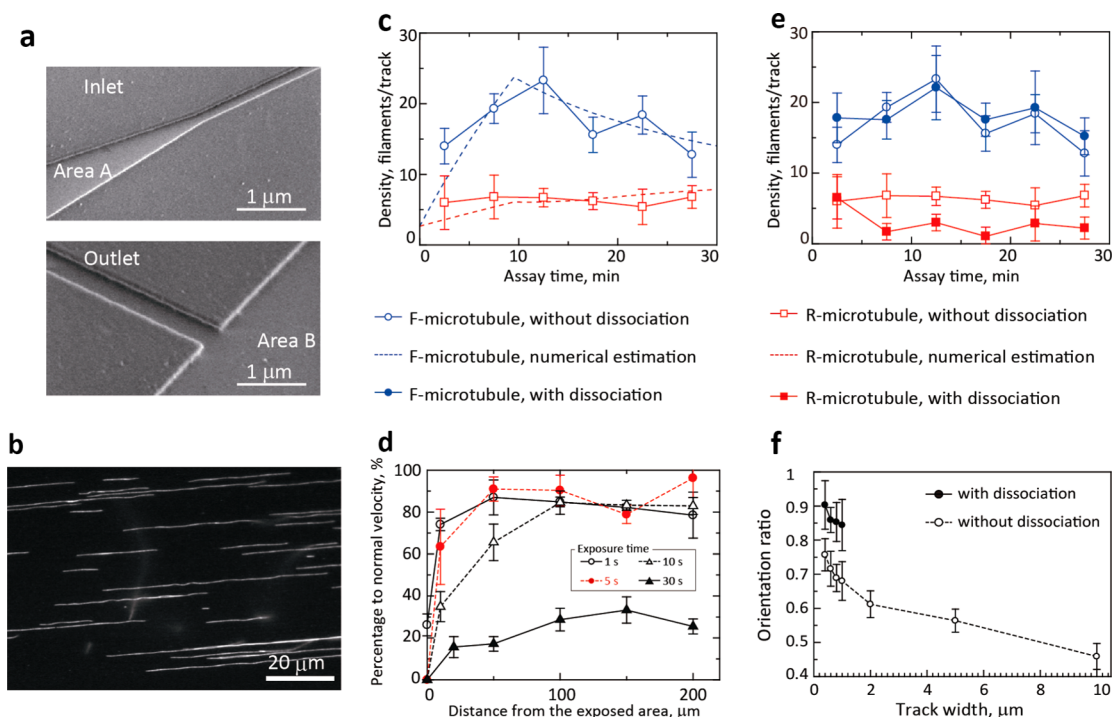 a
Inlet
Area A
1 μm
Outlet
Area B
1 μm
b
20 μm
c
30
20
10
0
Density, filaments/track
0
10
20
30
Assay time, min
F-microtubule, without dissociation
F-microtubule, numerical estimation
F-microtubule, with dissociation
d
100
80
60
40
20
0
Percentage to normal velocity, %
Exposure time
1 s
10 s
5 s
30 s
0
100
200
Distance from the exposed area, μm
e
30
20
10
0
Density, filaments/track
0
10
20
30
Assay time, min
R-microtubule, without dissociation
R-microtubule, numerical estimation
R-microtubule, with dissociation
f
1
0.9
0.8
0.7
0.6
0.5
0.4
Orientation ratio
with dissociation
without dissociation
0
2
4
6
8
10
Track width, μm